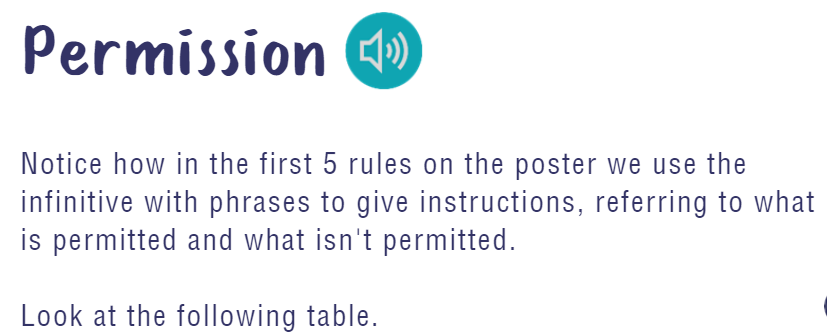 Permission
Notice how in the first 5 rules on the poster we use the
infinitive with phrases to give instructions, referring to what
is permitted and what isn't permitted.
Look at the following table.